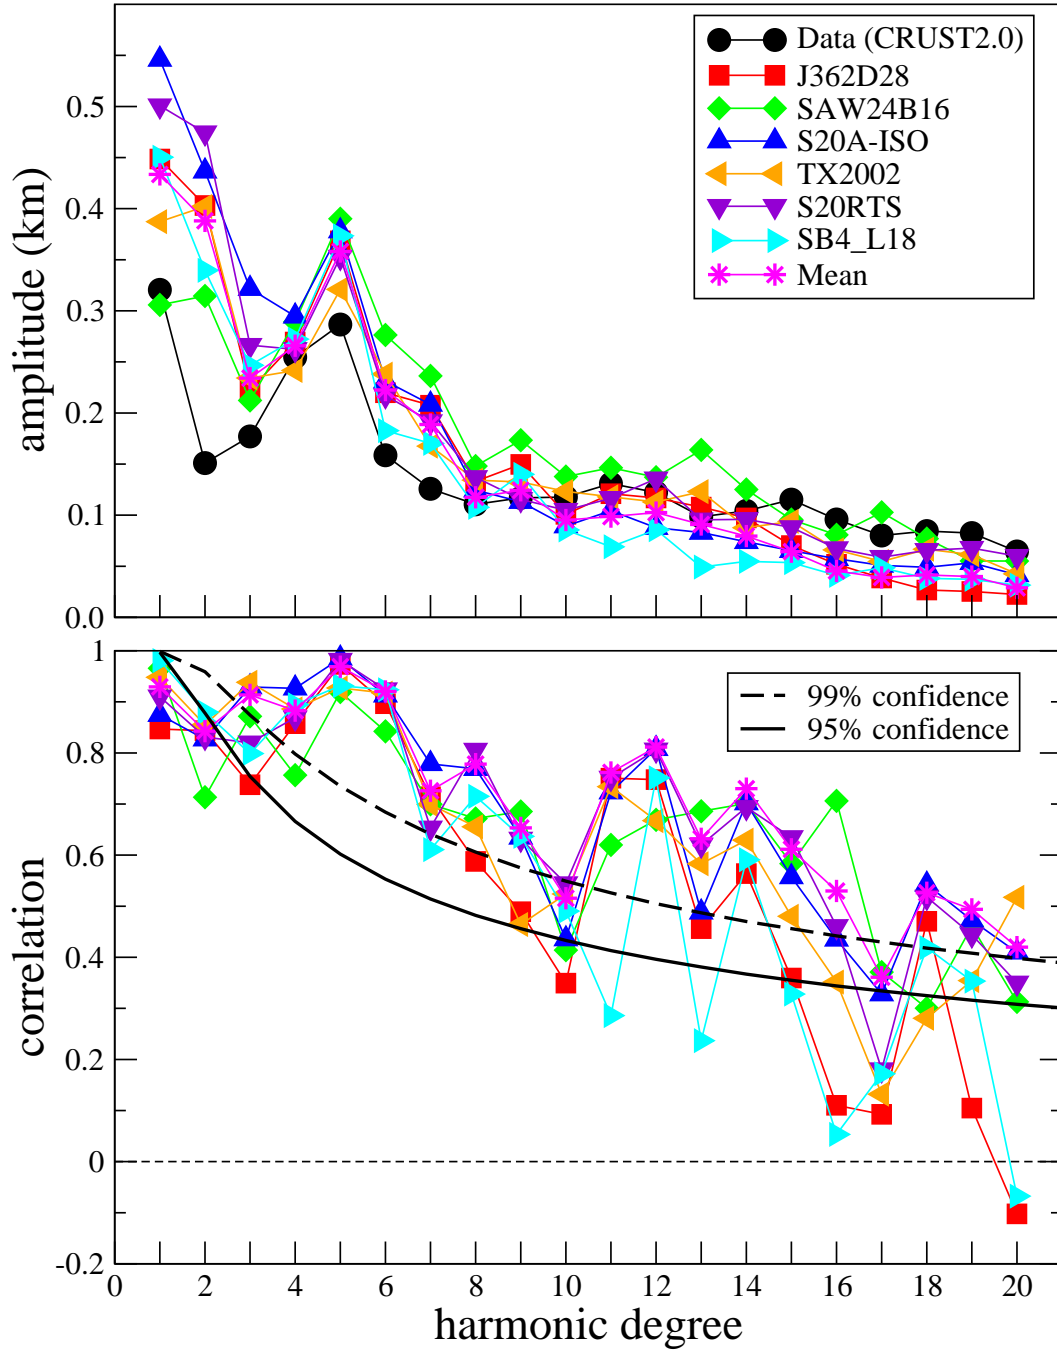 amplitude (km)
0.5
0.4
0.3
0.2
0.1
0.0
Data (CRUST2.0)
J362D28
SAW24B16
S20A-ISO
TX2002
S20RTS
SB4_L18
Mean
correlation
1
0.8
0.6
0.4
0.2
0
-0.2
99% confidence
95% confidence
0 2 4 6 8 10 12 14 16 18 20
harmonic degree